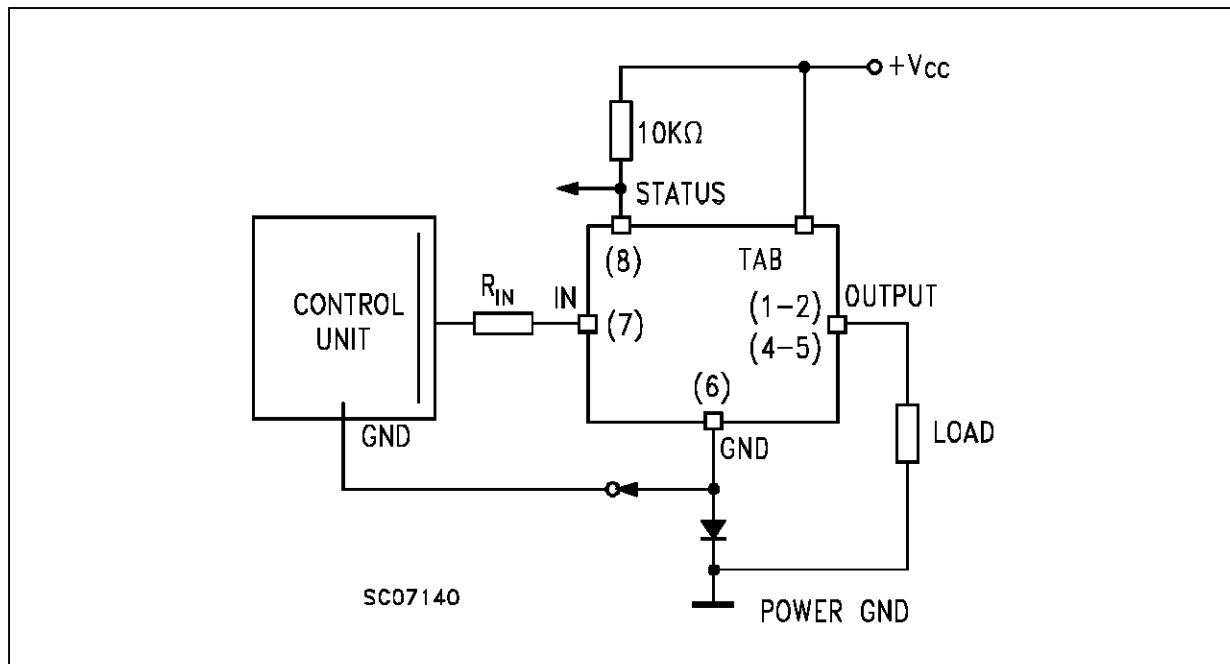 +VCC
10KΩ
STATUS
(8)
TAB
CONTROL
UNIT
RIN
IN
(7)
(1-2)
(4-5)
OUTPUT
(6)
GND
GND
LOAD
SC07140
POWER GND